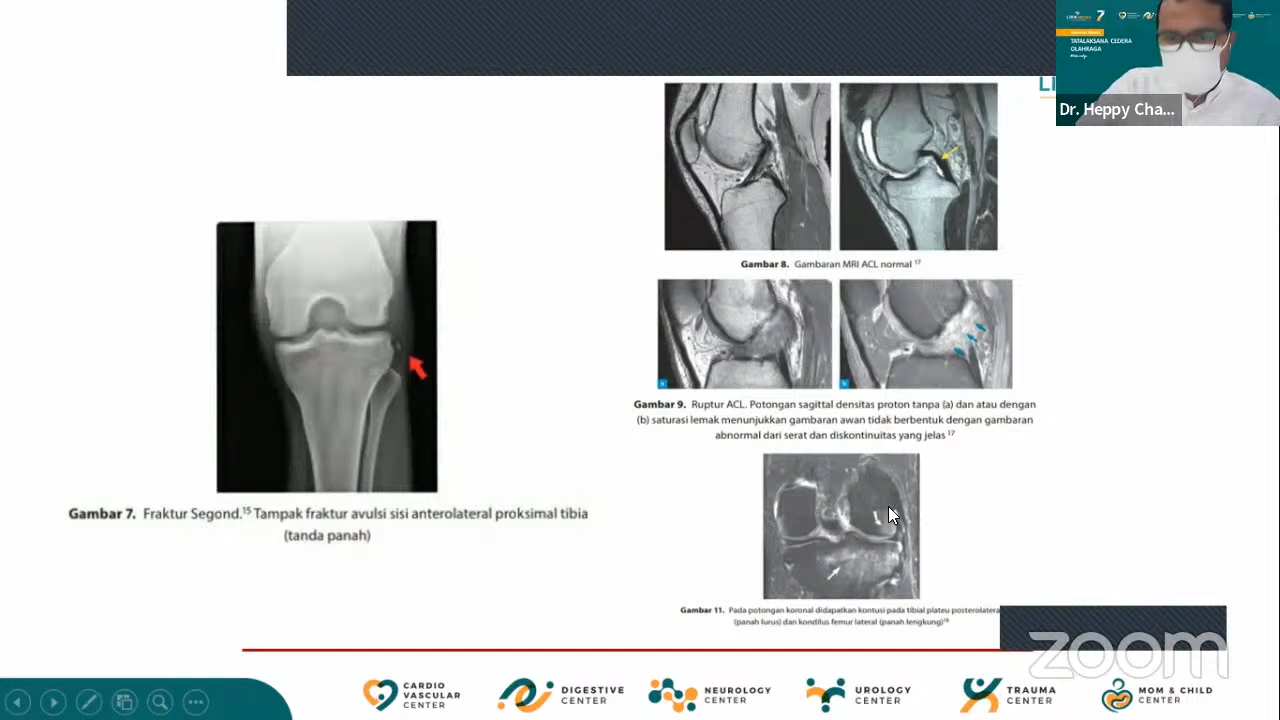 TATALAKSANA CEDERA
OLAHRAGA
Dr. Heppy Cha...
Gambar 8. Gambaran MRI ACL normal 17
Gambar 9. Ruptur ACL. Potongan sagittal densitas proton tanpa (a) dan atau dengan
(b) saturasi lemak menunjukkan gambaran awan tidak berbentuk dengan gambaran
abnormal dari serat dan diskontinuitas yang jelas 17
Gambar 7. Fraktur Segond.15 Tampak fraktur avulsi sisi anterolateral proksimal tibia
(tanda panah)
Gambar 11. Pada potongan koronal didapatkan kontusi pada tibial plateu posterolatera
(panah lurus) dan kondilus femur lateral (panah lengkung)
zoom
CARDIO
VASCULAR
CENTER
DIGESTIVE
CENTER
NEUROLOGY
CENTER
UROLOGY
CENTER
TRAUMA
CENTER
MOM & CHILD
CENTER